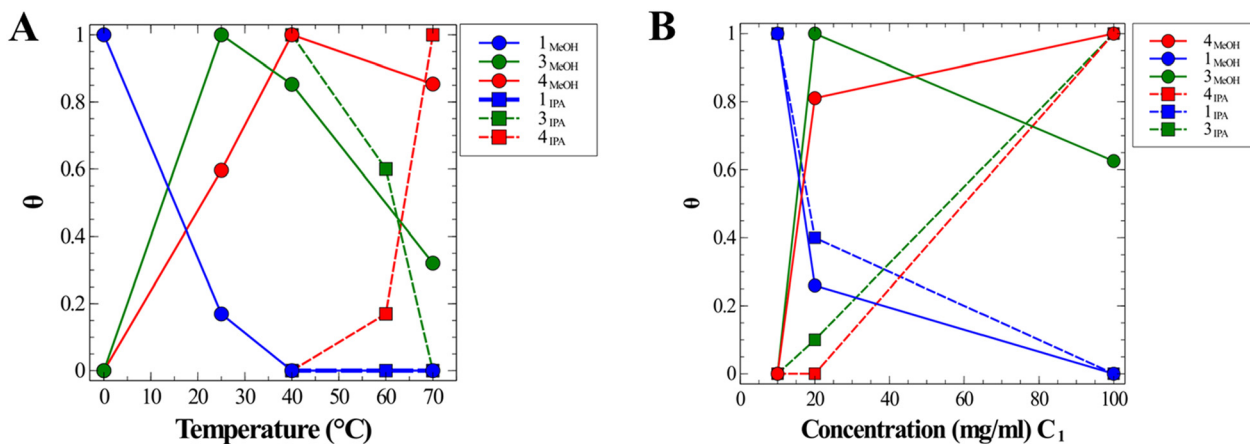 A
θ
1
0.8
0.6
0.4
0.2
0
0 10 20 30 40 50 60 70
Temperature (°C)
1 MeOH
3 MeOH
4 MeOH
1 IPA
3 IPA
4 IPA
B
θ
1
0.8
0.6
0.4
0.2
0
0 20 40 60 80 100
Concentration (mg/ml) C1
4 MeOH
1 MeOH
3 MeOH
4 IPA
1 IPA
3 IPA